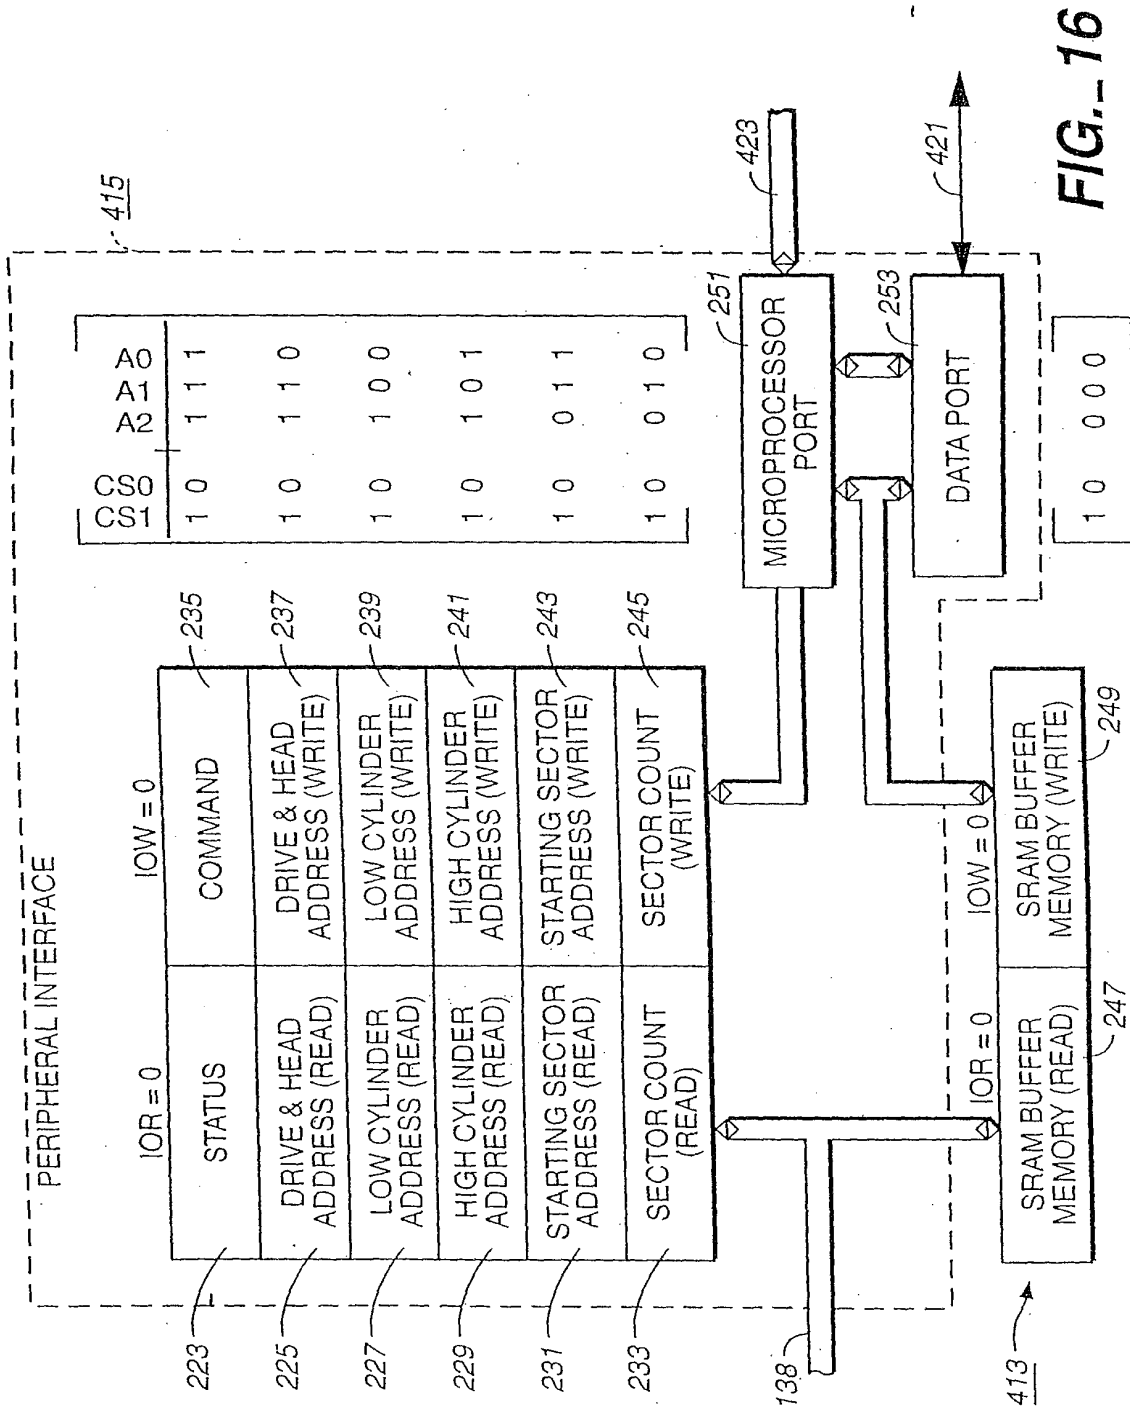 PERIPHERAL INTERFACE
415
IOR = 0
IOW = 0
CS1 CS0 A2 A1 A0
223 STATUS COMMAND 235
1 0 1 1 1
225 DRIVE & HEAD
ADDRESS (READ)
DRIVE & HEAD
ADDRESS (WRITE) 237
1 0 1 1 0
227 LOW CYLINDER
ADDRESS (READ)
LOW CYLINDER
ADDRESS (WRITE) 239
1 0 1 0 0
229 HIGH CYLINDER
ADDRESS (READ)
HIGH CYLINDER
ADDRESS (WRITE) 241
1 0 1 0 1
231 STARTING SECTOR
ADDRESS (READ)
STARTING SECTOR
ADDRESS (WRITE) 243
1 0 0 1 1
233 SECTOR COUNT
(READ)
SECTOR COUNT
(WRITE) 245
1 0 0 1 0
138
251
MICROPROCESSOR
PORT
423
253
DATA PORT
421
IOR = 0
IOW = 0
413
SRAM BUFFER
MEMORY (READ)
247
SRAM BUFFER
MEMORY (WRITE)
249
1 0 0 0 0
FIG._16